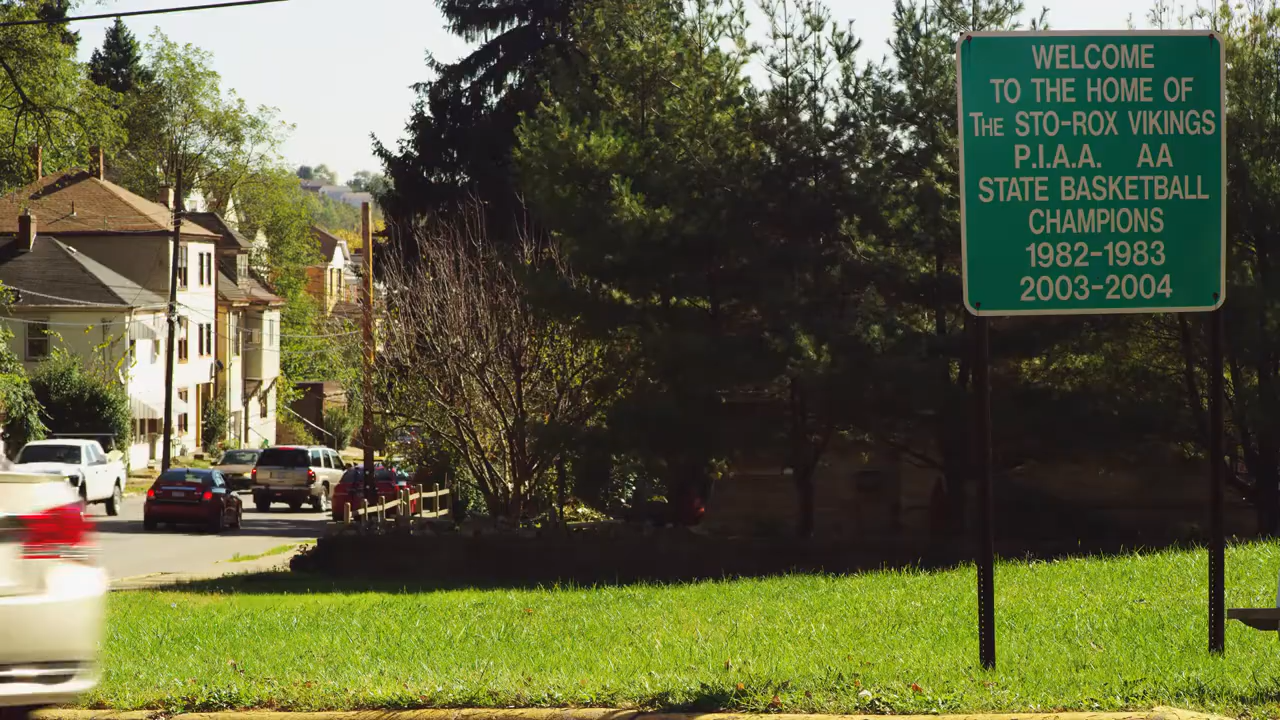 WELCOME
TO THE HOME OF
THE STO-ROX VIKINGS
P.I.A.A. AA
STATE BASKETBALL
CHAMPIONS
1982-1983
2003-2004